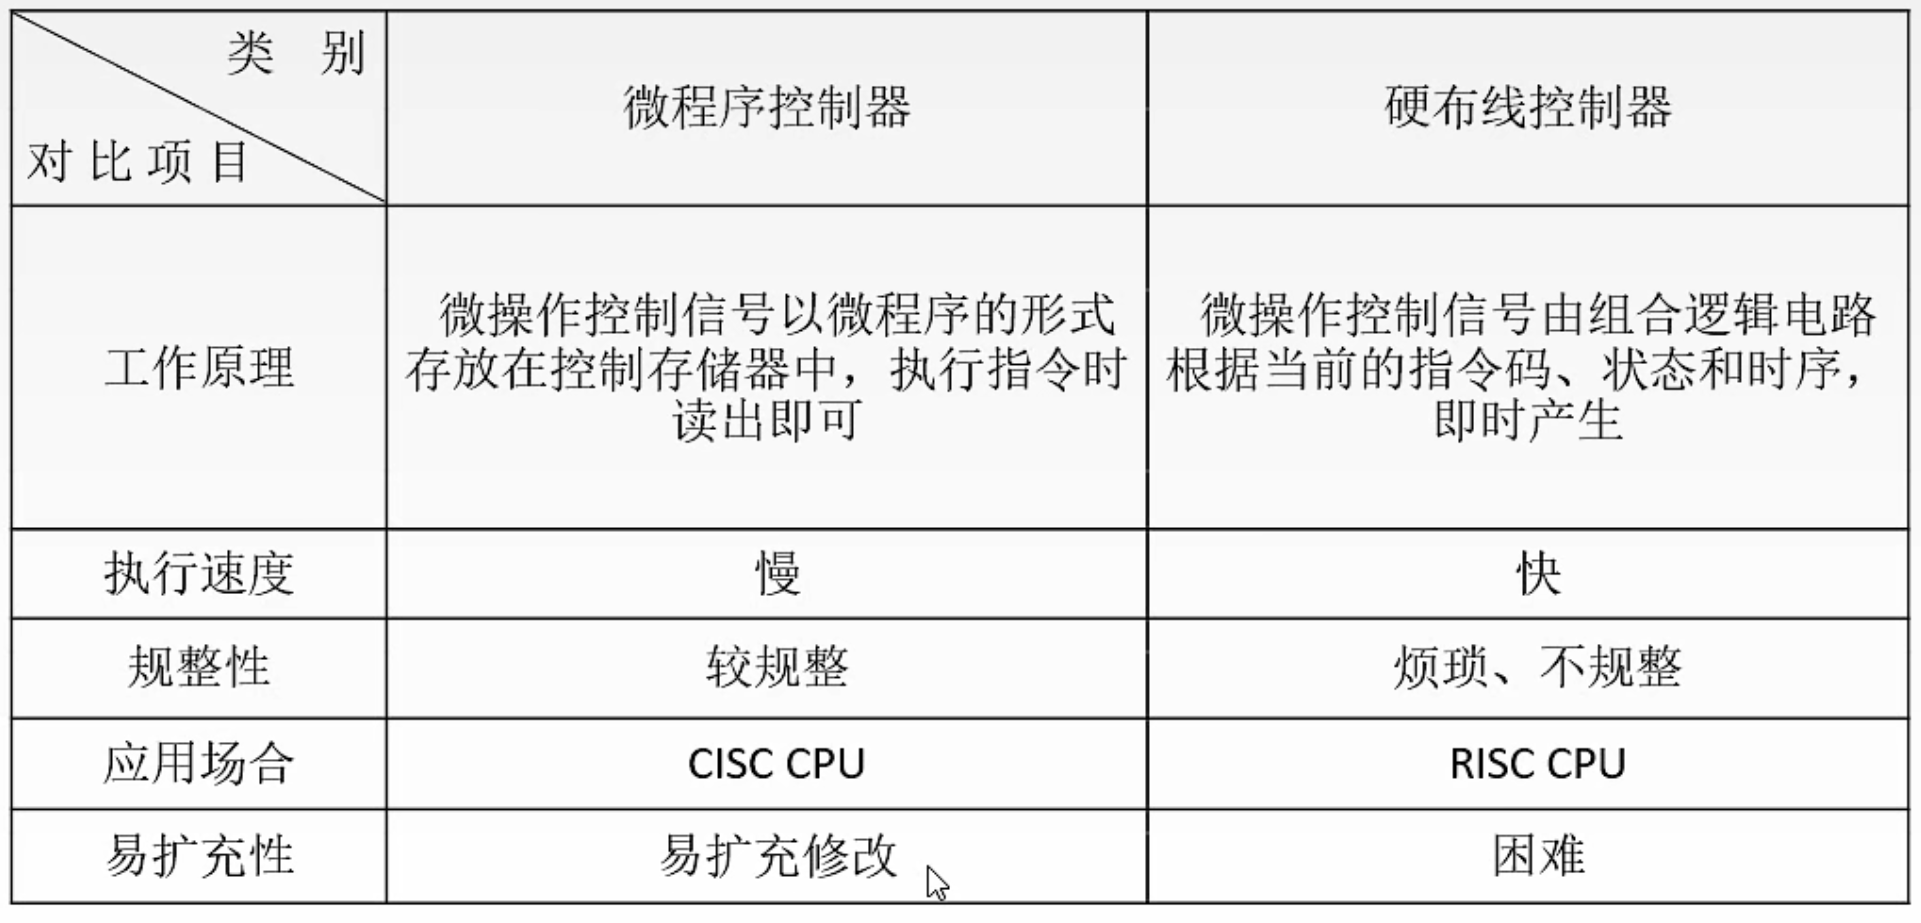 类 别
对比项目
微程序控制器
硬布线控制器
工作原理
微操作控制信号以微程序的形式
存放在控制存储器中，执行指令时
读出即可
微操作控制信号由组合逻辑电路
根据当前的指令码、状态和时序，
即时产生
执行速度
慢
快
规整性
较规整
烦琐、不规整
应用场合
CISC CPU
RISC CPU
易扩充性
易扩充修改
困难